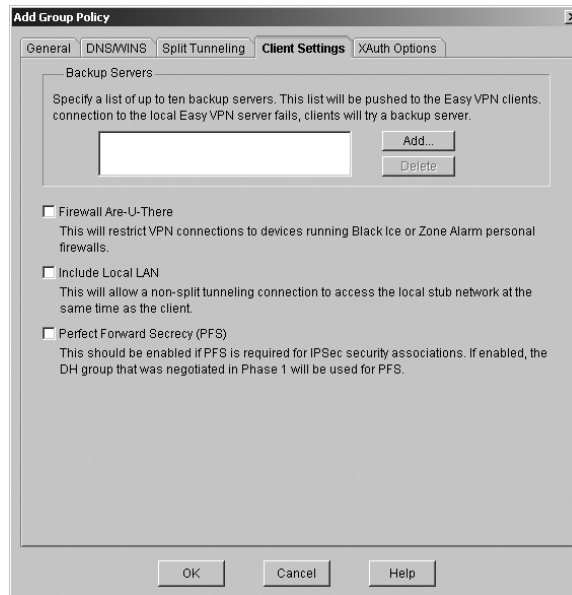 Add Group Policy
General DNS/WINS Split Tunneling Client Settings XAuth Options
Backup Servers
Specify a list of up to ten backup servers. This list will be pushed to the Easy VPN clients.
connection to the local Easy VPN server fails, clients will try a backup server.
Add...
Delete
Firewall Are-U-There
This will restrict VPN connections to devices running Black Ice or Zone Alarm personal
firewalls.
Include Local LAN
This will allow a non-split tunneling connection to access the local stub network at the
same time as the client.
Perfect Forward Secrecy (PFS)
This should be enabled if PFS is required for IPSec security associations. If enabled, the
DH group that was negotiated in Phase 1 will be used for PFS.
OK Cancel Help